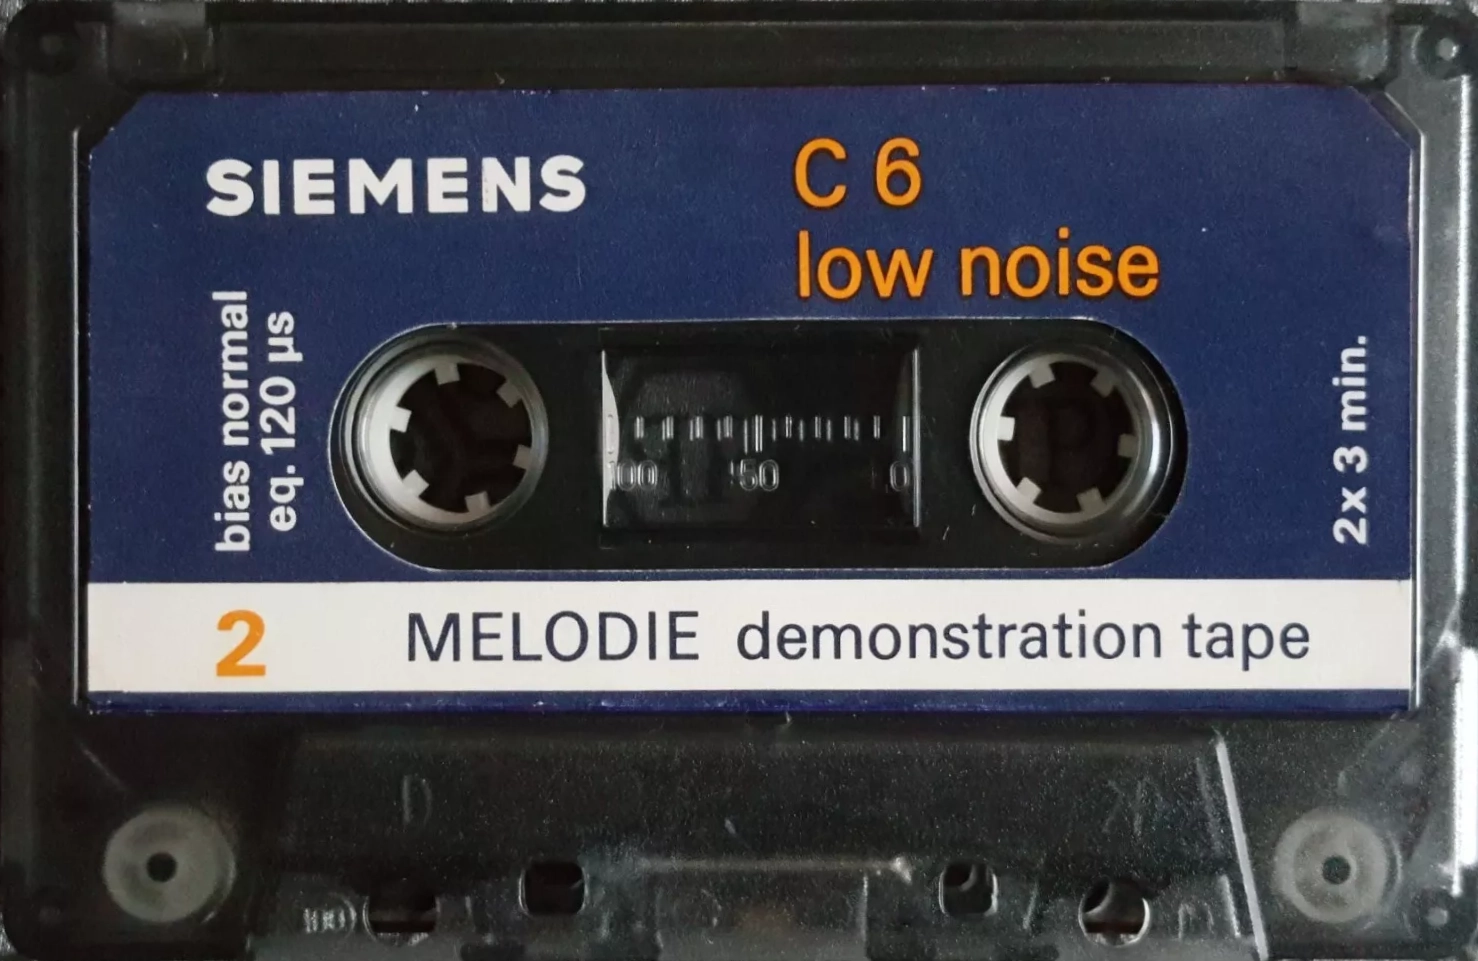 SIEMENS
C 6
low noise
bias normal
eq. 120 µs
100 50 0
2x 3 min.
2 MELODIE demonstration tape